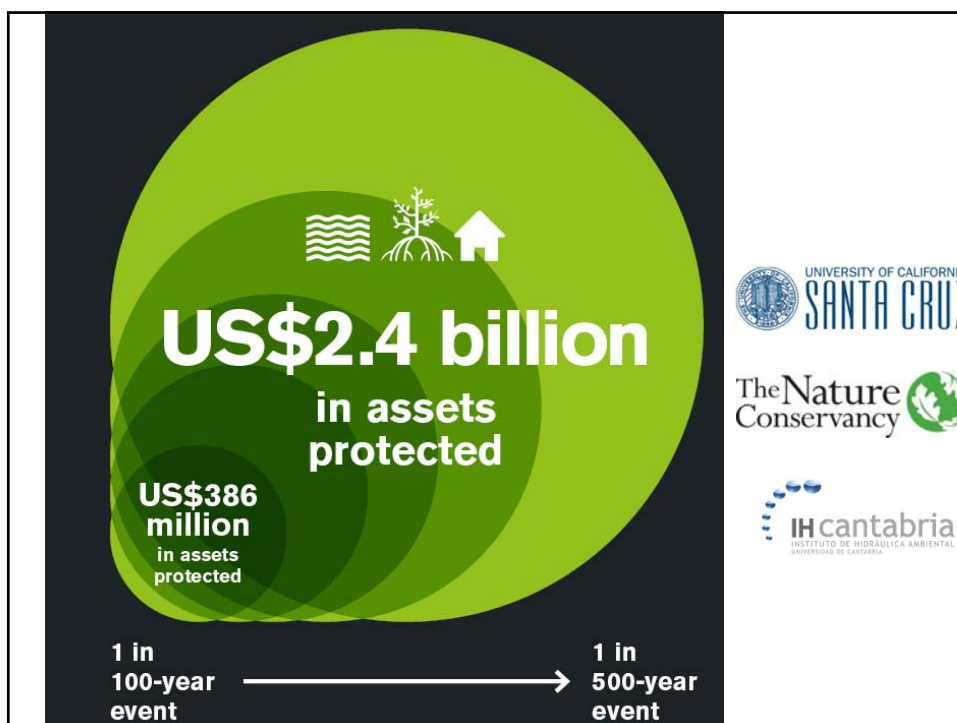 US$2.4 billion
in assets
protected
US$386
million
in assets
protected
1 in
100-year
event
1 in
500-year
event
UNIVERSITY OF CALIFORNI
SANTA CRUZ
The Nature
Conservancy
IH cantabria
INSTITUTO DE HIDRÁULICA AMBIENTAL
UNIVERSIDAD DE CANTABRIA